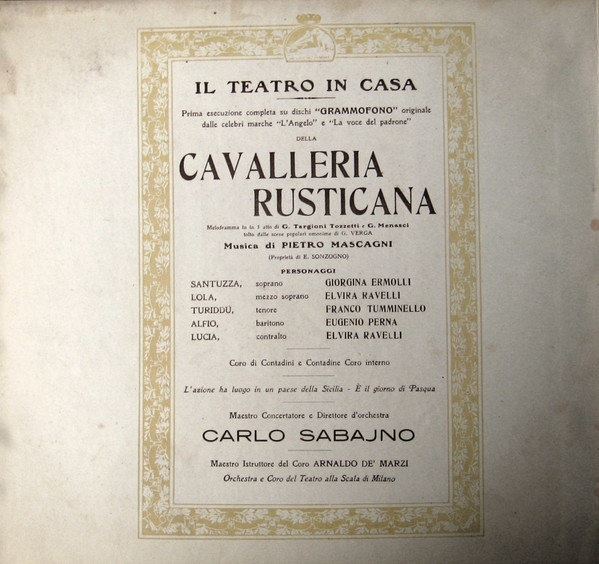 IL TEATRO IN CASA
Prima esecuzione completa su dischi "GRAMMOFONO" originale
dalle celebri marche "L'Angelo" e "La voce del padrone"
DELLA
CAVALLERIA
RUSTICANA
Melodramma in 1 atto di G. Targioni Tozzetti e G. Menasci
tolto dalle scene popolari omonime di G. VERGA
Musica di PIETRO MASCAGNI
(Proprietà di E. SONZOGNO)
PERSONAGGI
SANTUZZA, soprano GIORGINA ERMOLLI
LOLA, mezzo soprano ELVIRA RAVELLI
TURIDDU, tenore FRANCO TUMMINELLO
ALFIO, baritono EUGENIO PERNA
LUCIA, contralto ELVIRA RAVELLI
Coro di Contadini e Contadine Coro interno
L'azione ha luogo in un paese della Sicilia - È il giorno di Pasqua
Maestro Concertatore e Direttore d'orchestra
CARLO SABAJNO
Maestro Istruttore del Coro ARNALDO DE' MARZI
Orchestra e Coro del Teatro alla Scala di Milano